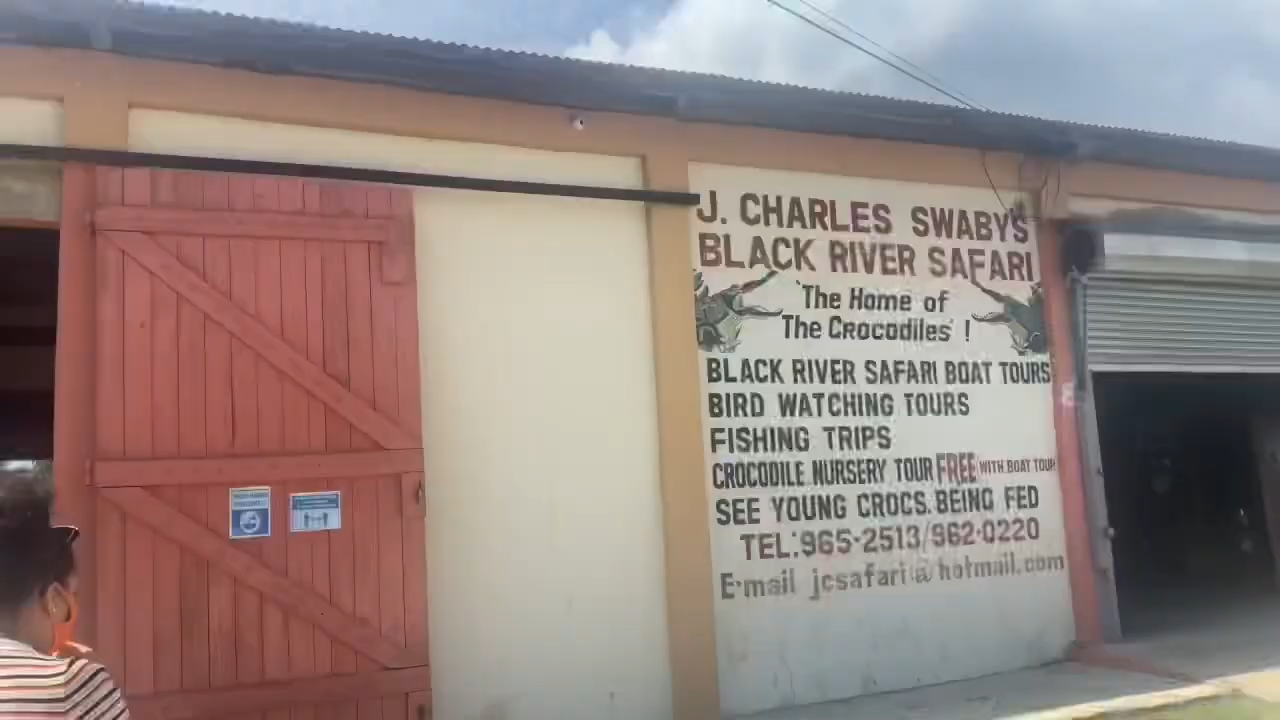 J. CHARLES SWABY'S
BLACK RIVER SAFARI
'The Home of
The Crocodiles' !
BLACK RIVER SAFARI BOAT TOURS
BIRD WATCHING TOURS
FISHING TRIPS
CROCODILE NURSERY TOUR FREE WITH BOAT TOUR
SEE YOUNG CROCS. BEING FED
TEL: 965-2513/962-0220
E-mail jcsafari@hotmail.com